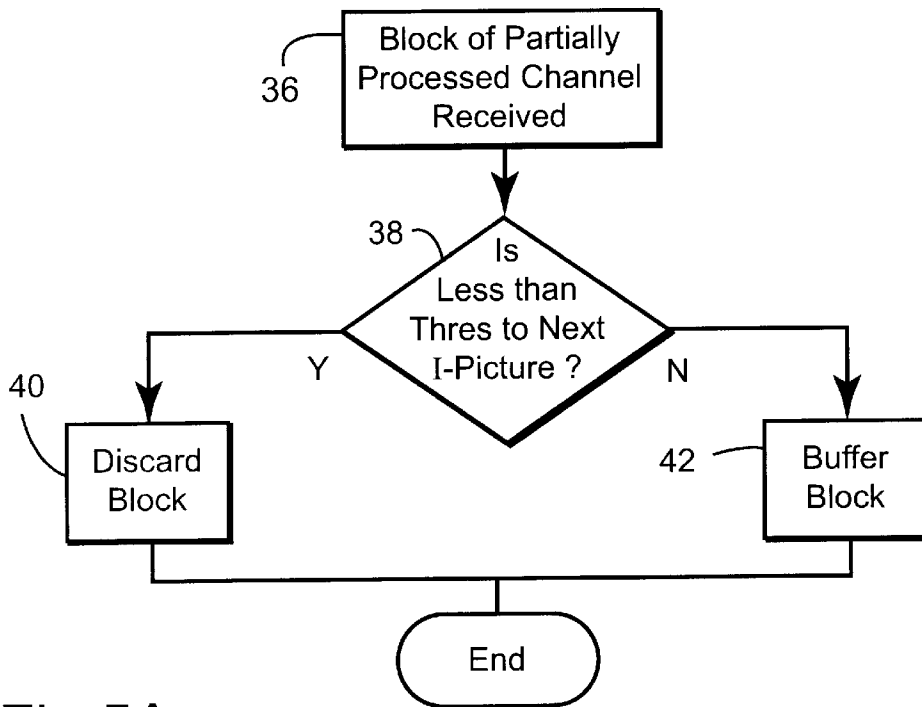 Block of Partially
Processed Channel
Received
36
38
Is
Less than
Thres to Next
I-Picture ?
Y
N
40
Discard
Block
42
Buffer
Block
End